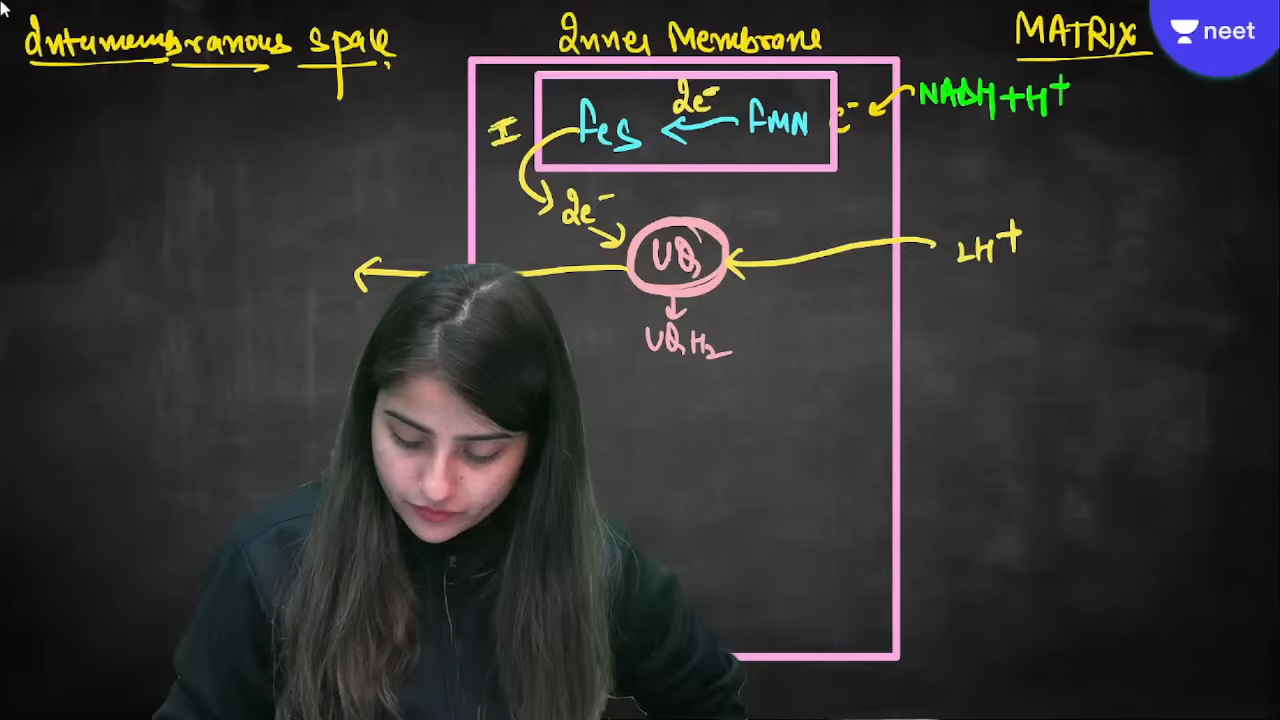 Intermembranous space
Inner Membrane
MATRIX
neet
2e⁻
NADH + H⁺
I
FeS
FMN
e⁻
2e⁻
UQ
2H⁺
UQH₂